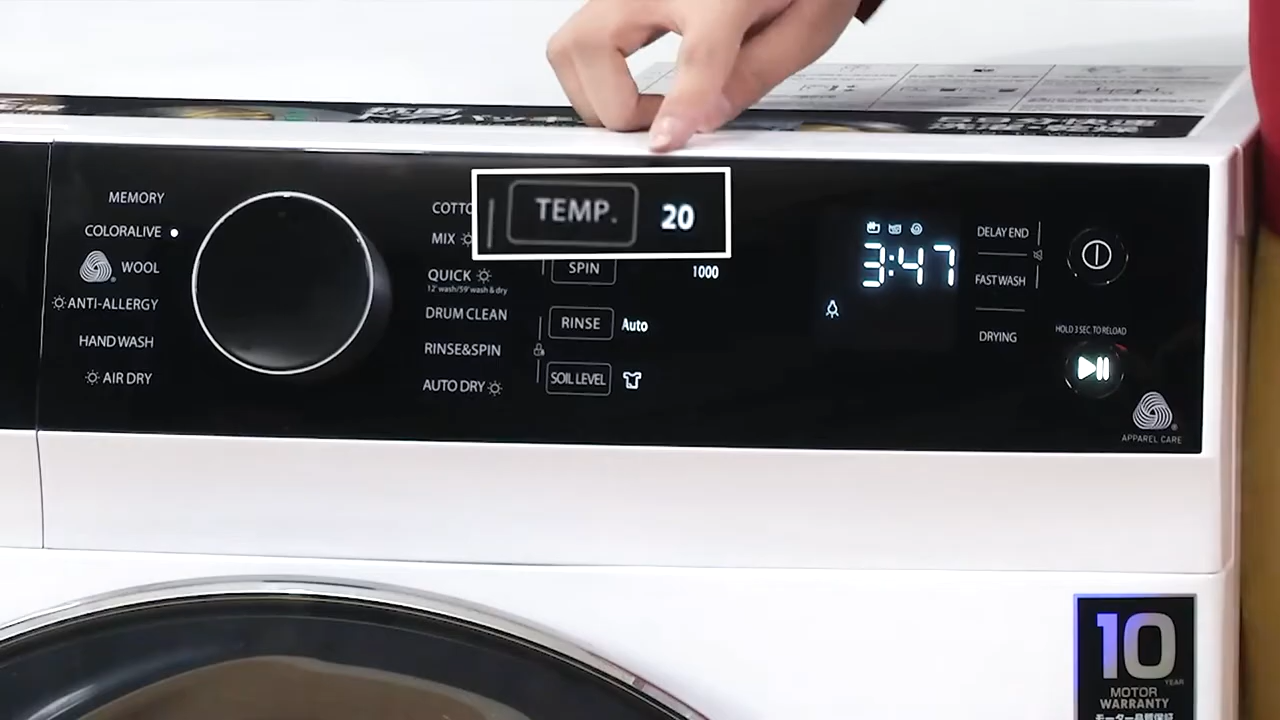 MEMORY
COLORALIVE
WOOL
ANTI-ALLERGY
HAND WASH
AIR DRY
COTTO
MIX
QUICK
12' wash/59' wash & dry
DRUM CLEAN
RINSE&SPIN
AUTO DRY
TEMP. 20
SPIN 1000
RINSE Auto
SOIL LEVEL
3:47
DELAY END
FAST WASH
DRYING
HOLD 3 SEC. TO RELOAD
APPAREL CARE
10
YEAR
MOTOR
WARRANTY